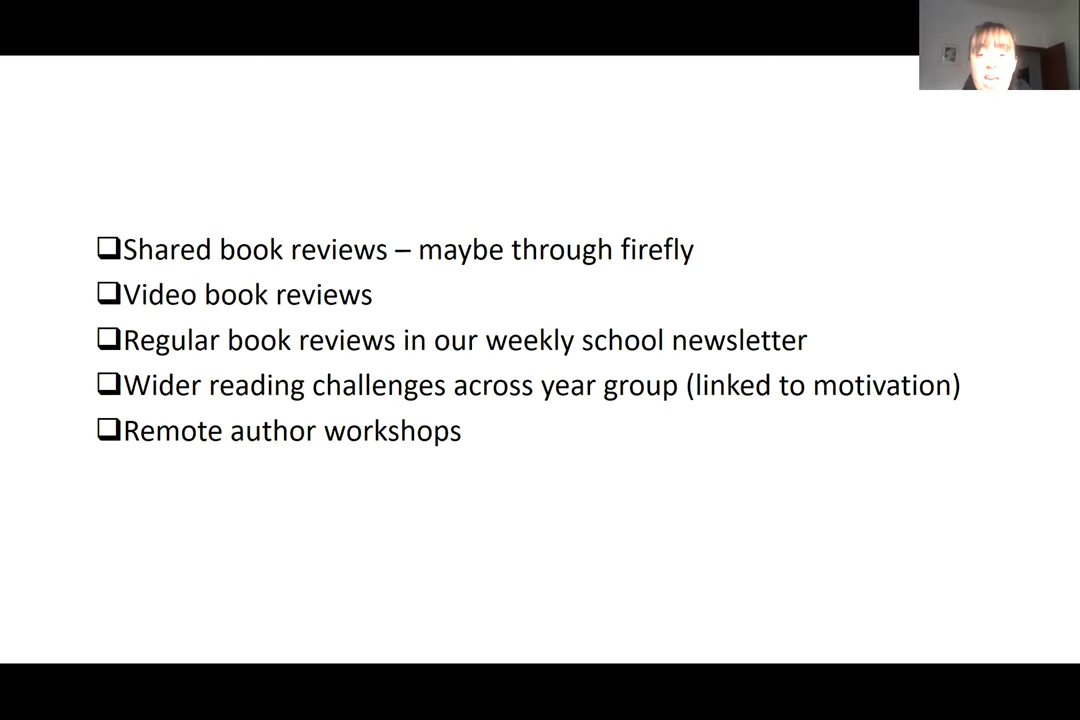 ❑Shared book reviews – maybe through firefly
❑Video book reviews
❑Regular book reviews in our weekly school newsletter
❑Wider reading challenges across year group (linked to motivation)
❑Remote author workshops